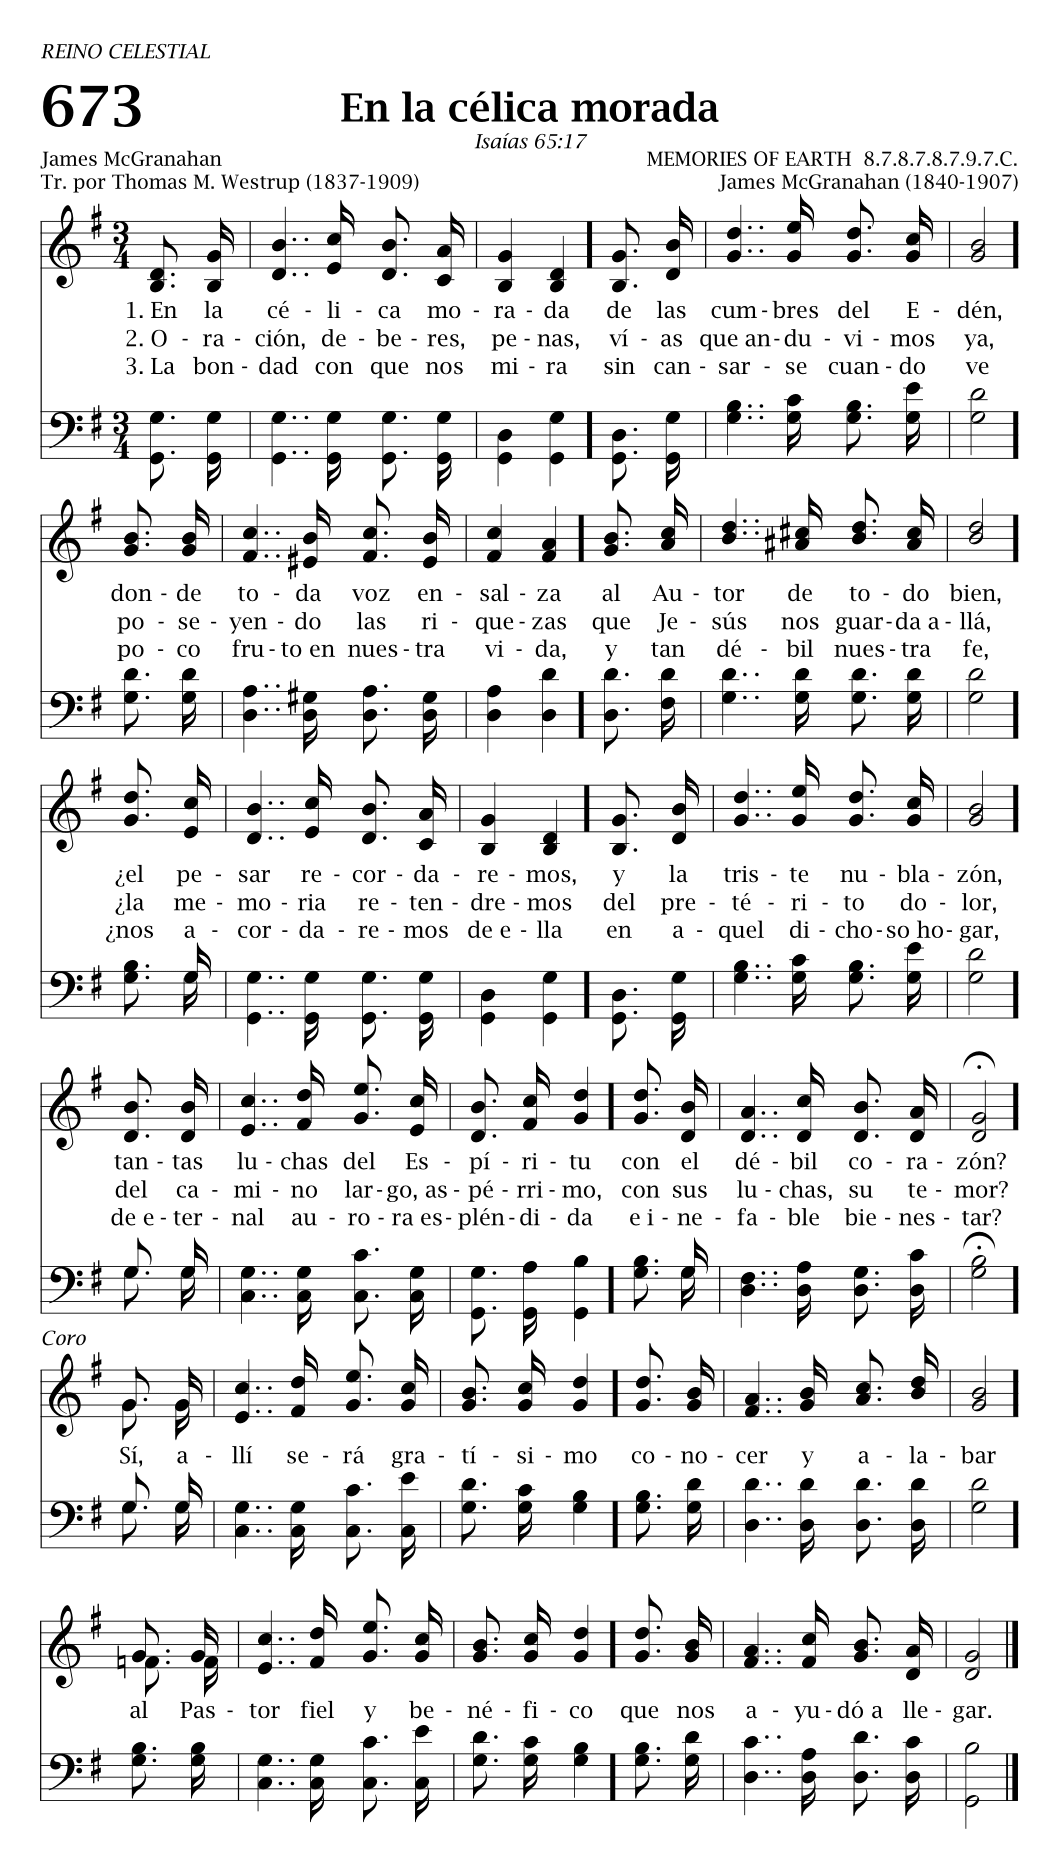 REINO CELESTIAL
673
En la célica morada
Isaías 65:17
James McGranahan
MEMORIES OF EARTH 8.7.8.7.8.7.9.7.C.
Tr. por Thomas M. Westrup (1837-1909)
James McGranahan (1840-1907)
1. En la cé - li - ca mo - ra - da de las cum - bres del E - dén,
2. O - ra - ción, de - be - res, pe - nas, ví - as que an - du - vi - mos ya,
3. La bon - dad con que nos mi - ra sin can - sar - se cuan - do ve
don - de to - da voz en - sal - za al Au - tor de to - do bien,
po - se - yen - do las ri - que - zas que Je - sús nos guar - da a - llá,
po - co fru - to en nues - tra vi - da, y tan dé - bil nues - tra fe,
¿el pe - sar re - cor - da - re - mos, y la tris - te nu - bla - zón,
¿la me - mo - ria re - ten - dre - mos del pre - té - ri - to do - lor,
¿nos a - cor - da - re - mos de e - lla en a - quel di - cho - so ho - gar,
tan - tas lu - chas del Es - pí - ri - tu con el dé - bil co - ra - zón?
del ca - mi - no lar - go, as - pé - rri - mo, con sus lu - chas, su te - mor?
de e - ter - nal au - ro - ra es - plén - di - da e i - ne - fa - ble bie - nes - tar?
Coro
Sí, a - llí se - rá gra - tí - si - mo co - no - cer y a - la - bar
al Pas - tor fiel y be - né - fi - co que nos a - yu - dó a lle - gar.